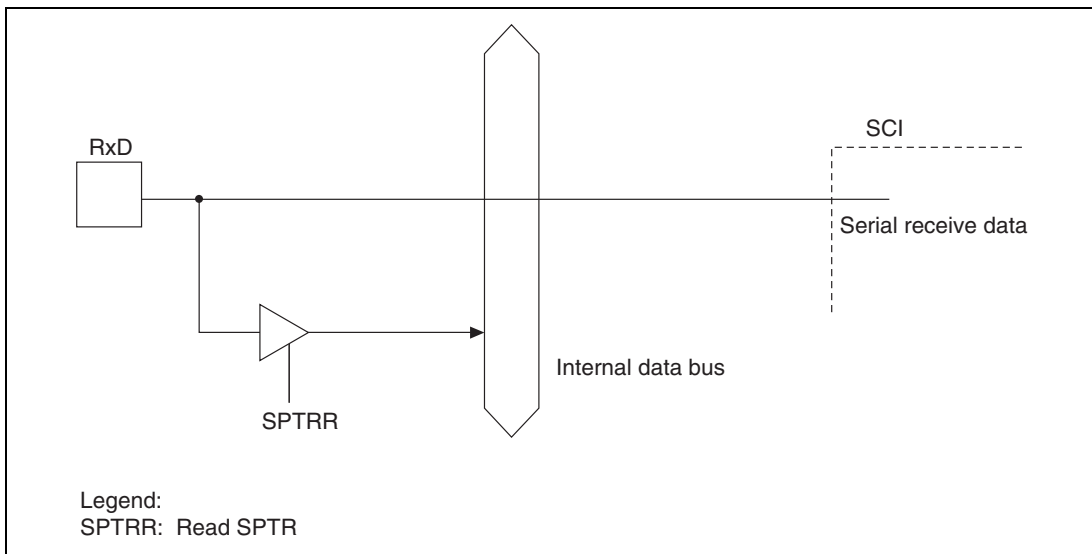 SCI
RxD
Serial receive data
Internal data bus
SPTRR
Legend:
SPTRR: Read SPTR